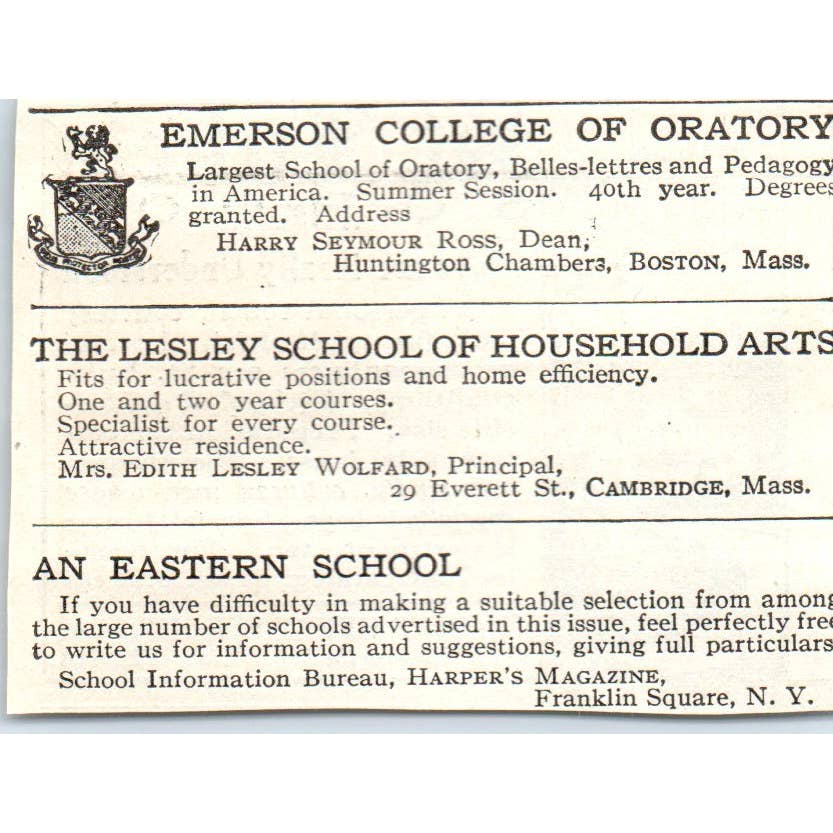 EMERSON COLLEGE OF ORATORY
Largest School of Oratory, Belles-lettres and Pedagogy
in America. Summer Session. 40th year. Degrees
granted. Address
HARRY SEYMOUR ROSS, Dean,
Huntington Chambers, BOSTON, Mass.
THE LESLEY SCHOOL OF HOUSEHOLD ARTS
Fits for lucrative positions and home efficiency.
One and two year courses.
Specialist for every course.
Attractive residence.
Mrs. EDITH LESLEY WOLFARD, Principal,
29 Everett St., CAMBRIDGE, Mass.
AN EASTERN SCHOOL
If you have difficulty in making a suitable selection from among
the large number of schools advertised in this issue, feel perfectly free
to write us for information and suggestions, giving full particulars
School Information Bureau, HARPER'S MAGAZINE,
Franklin Square, N. Y.